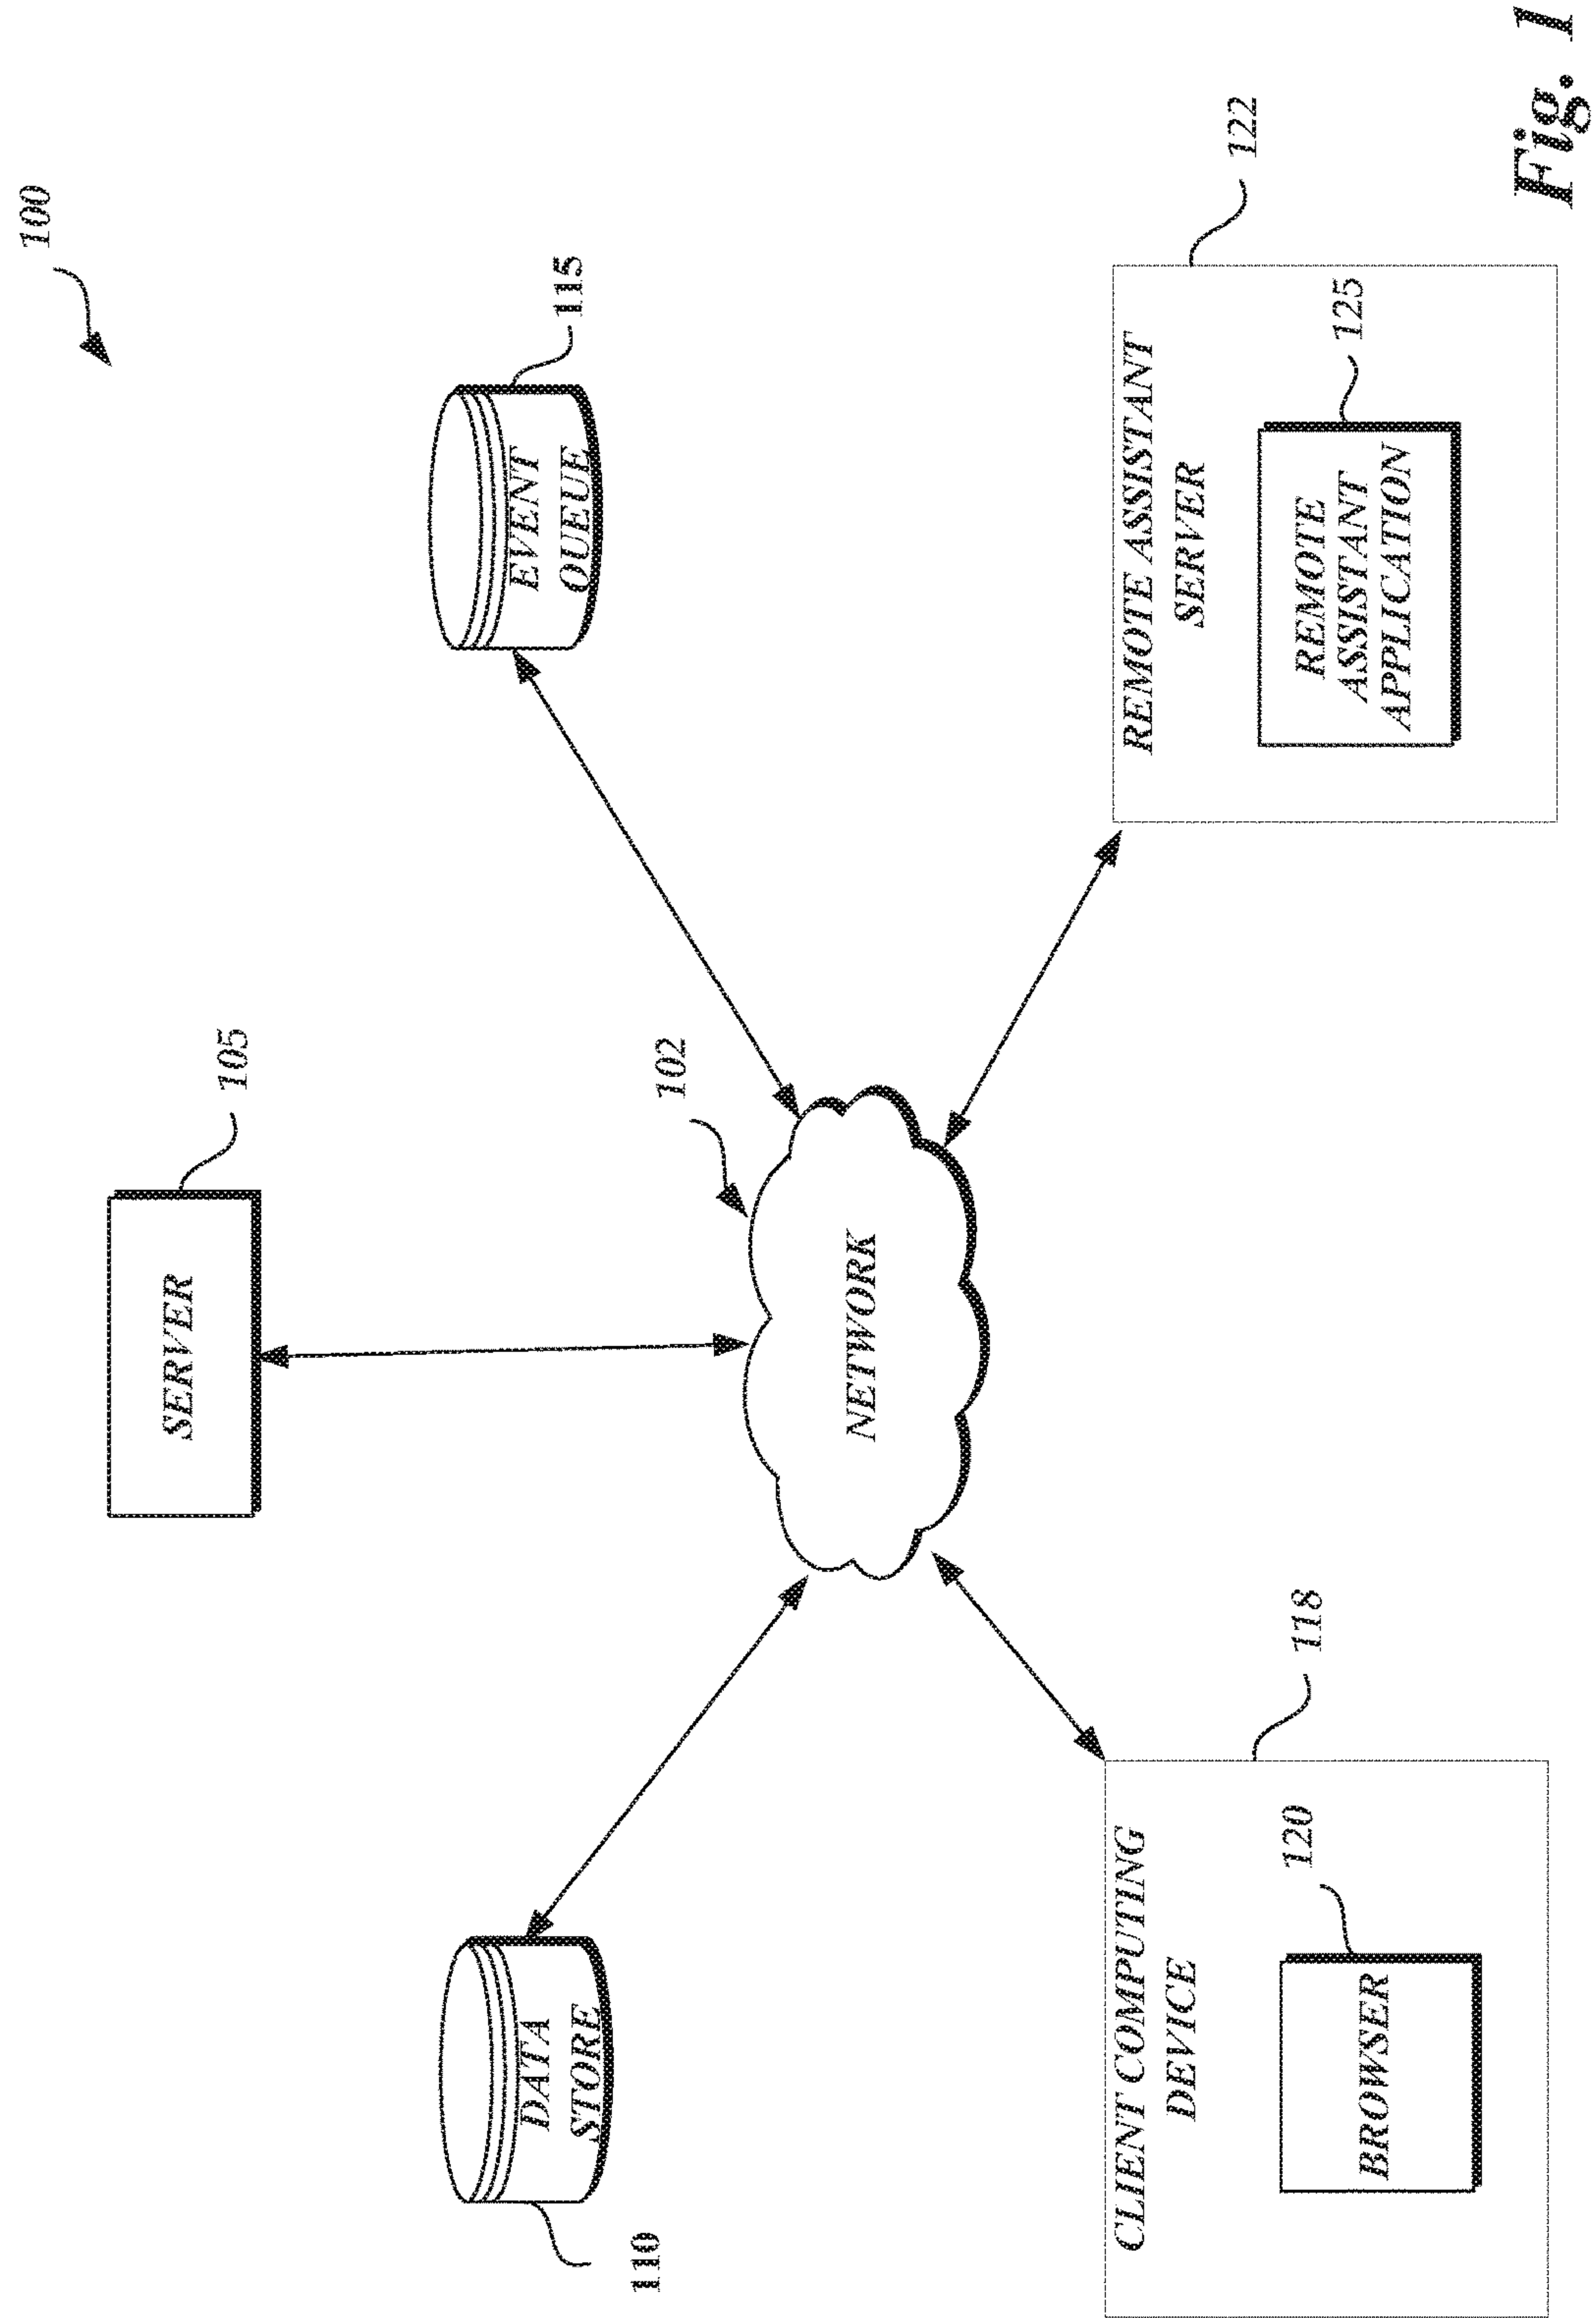 100
SERVER
105
DATA
STORE
110
EVENT
QUEUE
115
102
NETWORK
CLIENT COMPUTING
DEVICE
118
BROWSER
120
REMOTE ASSISTANT
SERVER
122
REMOTE
ASSISTANT
APPLICATION
125
Fig. 1